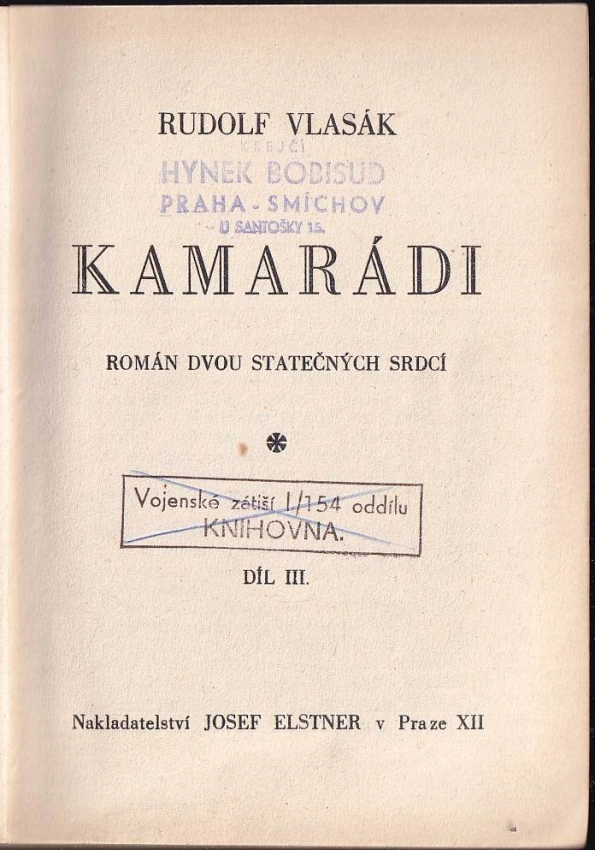 RUDOLF VLASÁK
KREJČÍ
HYNEK BOBISUD
PRAHA - SMÍCHOV
U SANTOŠKY 15.
KAMARÁDI
ROMÁN DVOU STATEČNÝCH SRDCÍ
Vojenské zátiší I/154 oddílu
KNIHOVNA.
DÍL III.
Nakladatelství JOSEF ELSTNER v Praze XII